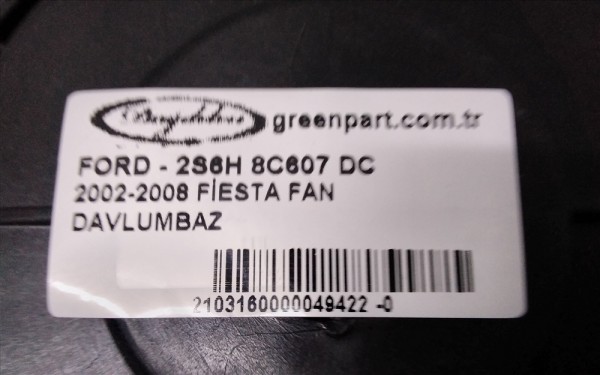 greenpart.com.tr
FORD - 2S6H 8C607 DC
2002-2008 FİESTA FAN
DAVLUMBAZ
2103160000049422 -0